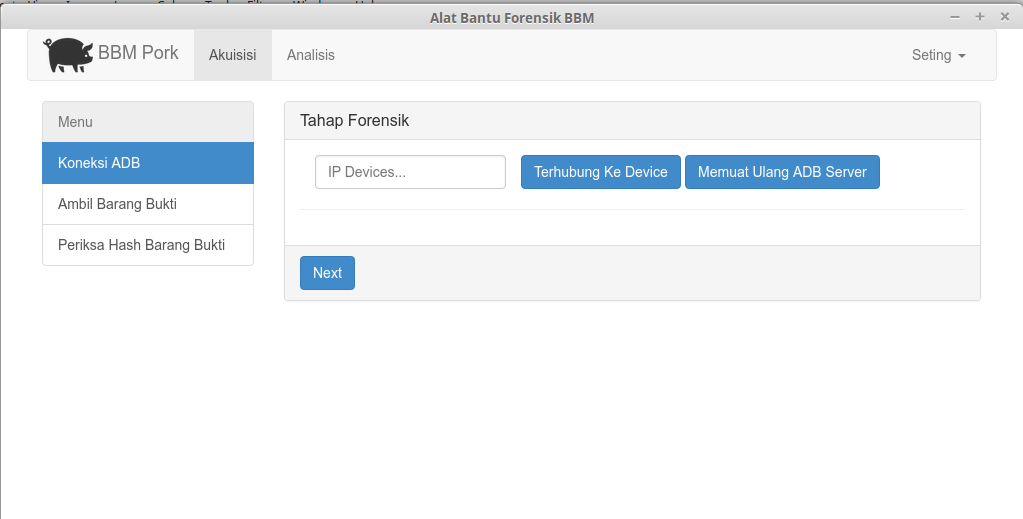 Alat Bantu Forensik BBM
BBM Pork Akuisisi Analisis Seting
Menu
Koneksi ADB
Ambil Barang Bukti
Periksa Hash Barang Bukti
Tahap Forensik
IP Devices... Terhubung Ke Device Memuat Ulang ADB Server
Next